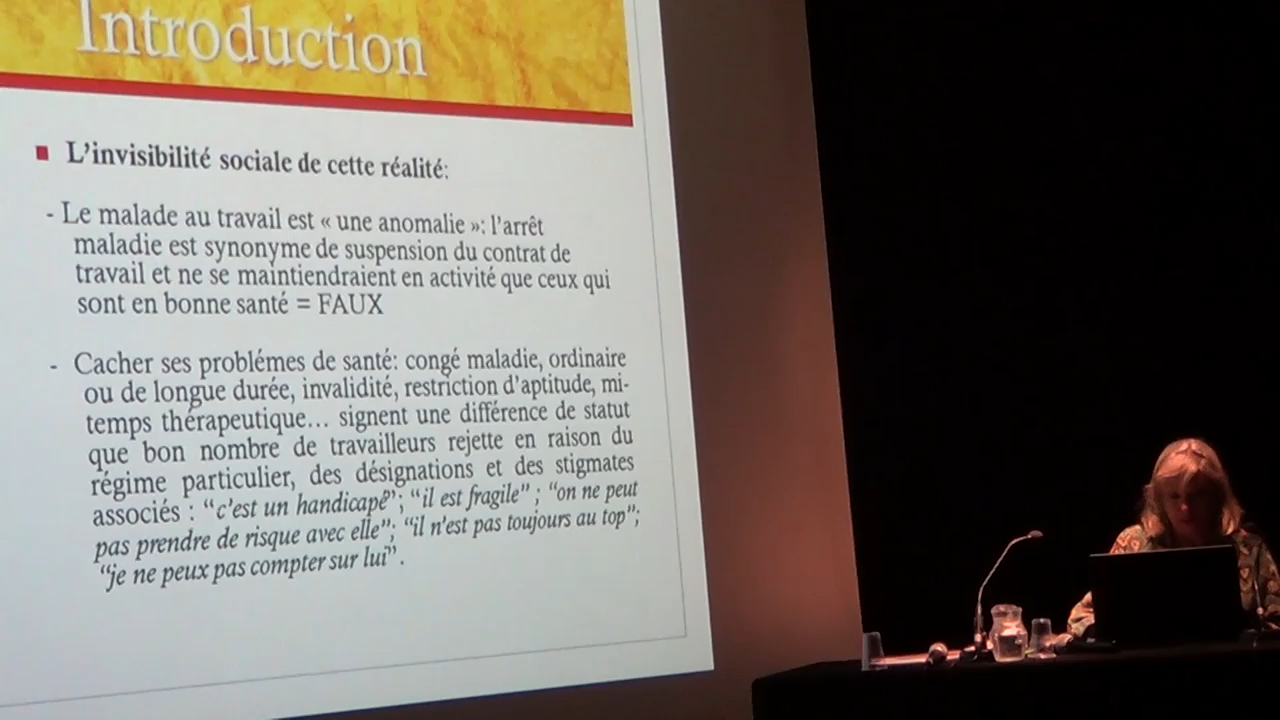 Introduction
L'invisibilité sociale de cette réalité:
- Le malade au travail est « une anomalie »: l'arrêt
maladie est synonyme de suspension du contrat de
travail et ne se maintiendraient en activité que ceux qui
sont en bonne santé = FAUX
- Cacher ses problémes de santé: congé maladie, ordinaire
ou de longue durée, invalidité, restriction d'aptitude, mi-
temps thérapeutique... signent une différence de statut
que bon nombre de travailleurs rejette en raison du
régime particulier, des désignations et des stigmates
associés : “c'est un handicapé”; “il est fragile” ; “on ne peut
pas prendre de risque avec elle”; “il n'est pas toujours au top”;
“je ne peux pas compter sur lui”.